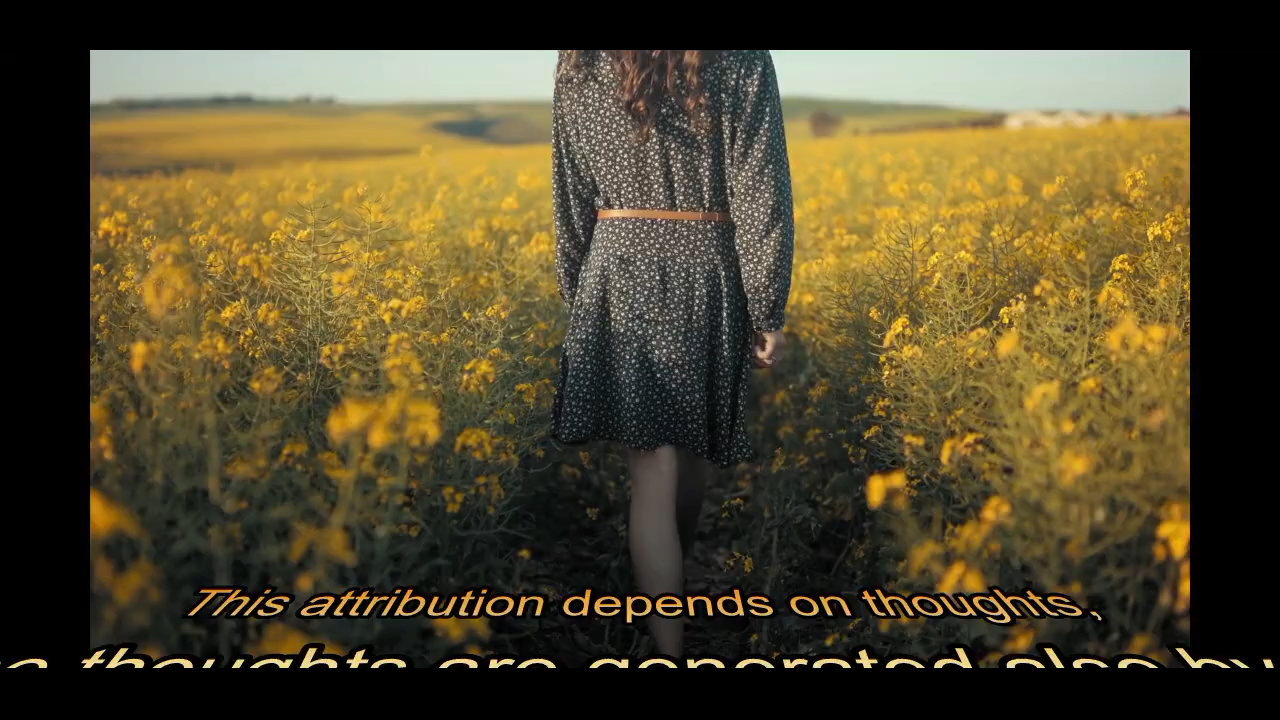 This attribution depends on thoughts,
thoughts are generated also by